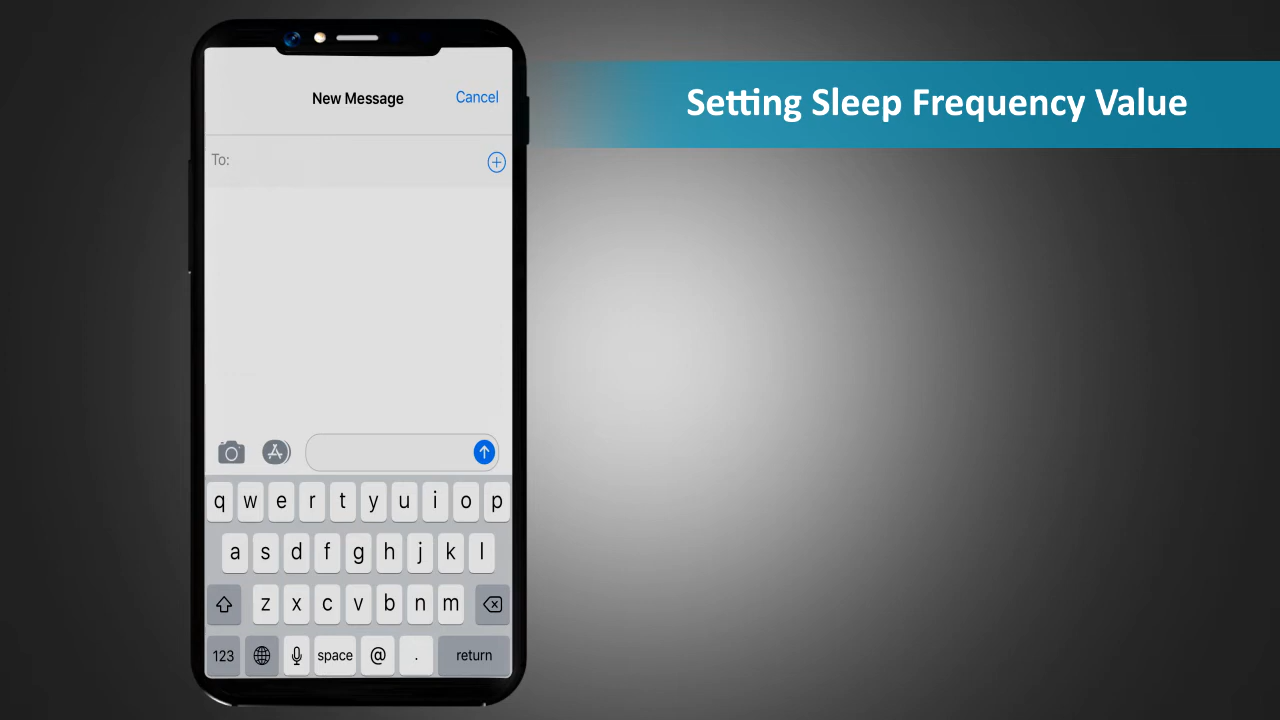 Setting Sleep Frequency Value
New Message Cancel
To:
q w e r t y u i o p
a s d f g h j k l
z x c v b n m
123 space @ . return